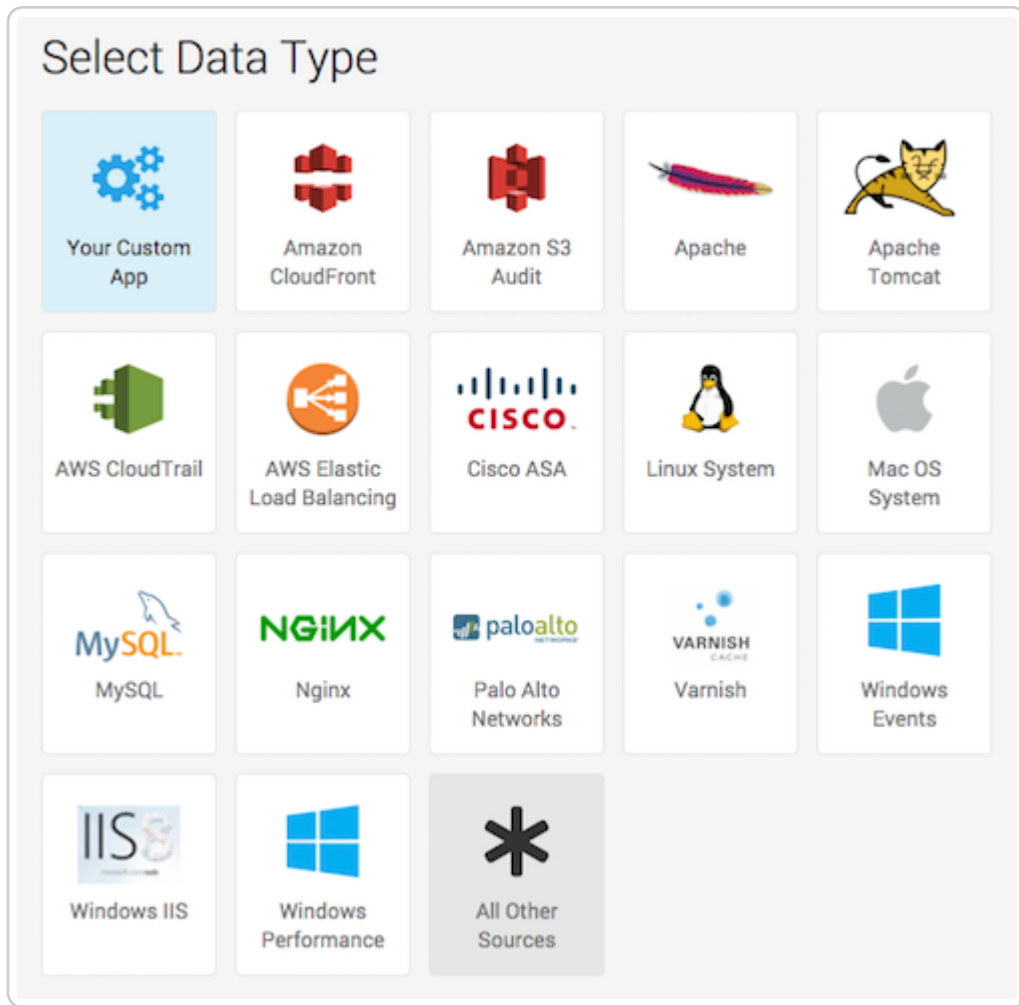 Select Data Type
Your Custom
App
Amazon
CloudFront
Amazon S3
Audit
Apache
Apache
Tomcat
CISCO
AWS CloudTrail
AWS Elastic
Load Balancing
Cisco ASA
Linux System
Mac OS
System
MySQL
NGINX
paloalto
NETWORKS
VARNISH
CACHE
MySQL
Nginx
Palo Alto
Networks
Varnish
Windows
Events
IIS8
Windows IIS
Windows
Performance
All Other
Sources